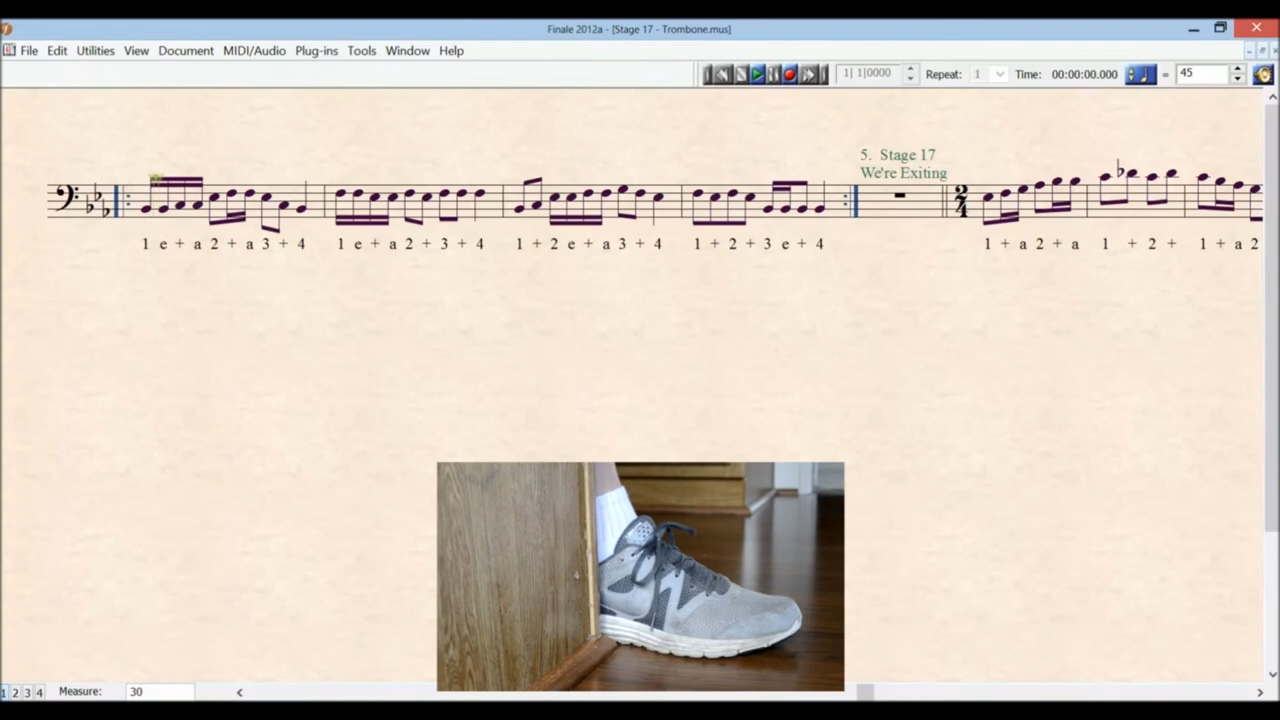 Finale 2012a - [Stage 17 - Trombone.mus]
File Edit Utilities View Document MIDI/Audio Plug-ins Tools Window Help
1| 1|0000 Repeat: 1 Time: 00:00:00.000 = 45
5. Stage 17
We're Exiting
2
4
1 e + a 2 + a 3 + 4 1 e + a 2 + 3 + 4 1 + 2 e + a 3 + 4 1 + 2 + 3 e + 4 1 + a 2 + a 1 + 2 + 1 + a 2
1 2 3 4 Measure: 30